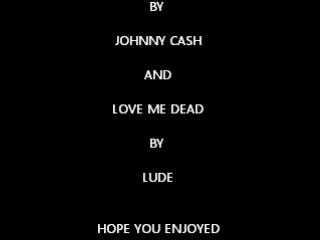 BY
JOHNNY CASH
AND
LOVE ME DEAD
BY
LUDE
HOPE YOU ENJOYED